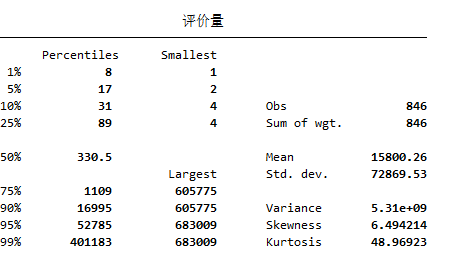 评价量
Percentiles Smallest
1% 8 1
5% 17 2
10% 31 4 Obs 846
25% 89 4 Sum of wgt. 846
50% 330.5 Mean 15800.26
Largest Std. dev. 72869.53
75% 1109 605775
90% 16995 605775 Variance 5.31e+09
95% 52785 683009 Skewness 6.494214
99% 401183 683009 Kurtosis 48.96923